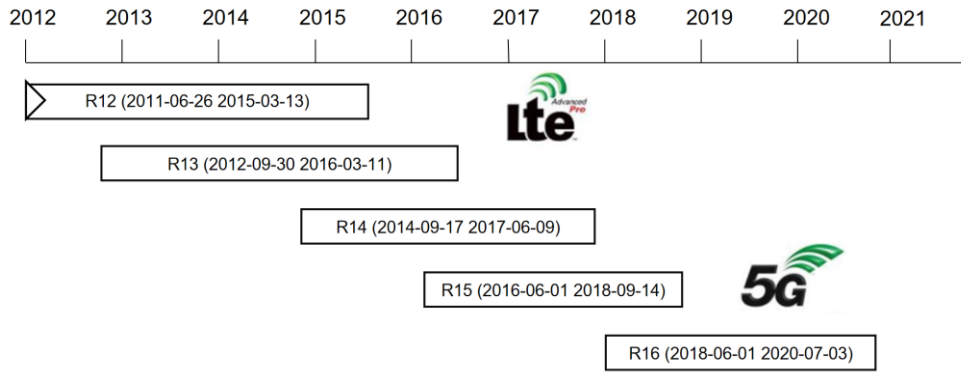 2012 2013 2014 2015 2016 2017 2018 2019 2020 2021
R12 (2011-06-26 2015-03-13)
Advanced
Pro
Lte
R13 (2012-09-30 2016-03-11)
R14 (2014-09-17 2017-06-09)
R15 (2016-06-01 2018-09-14)
5G
R16 (2018-06-01 2020-07-03)